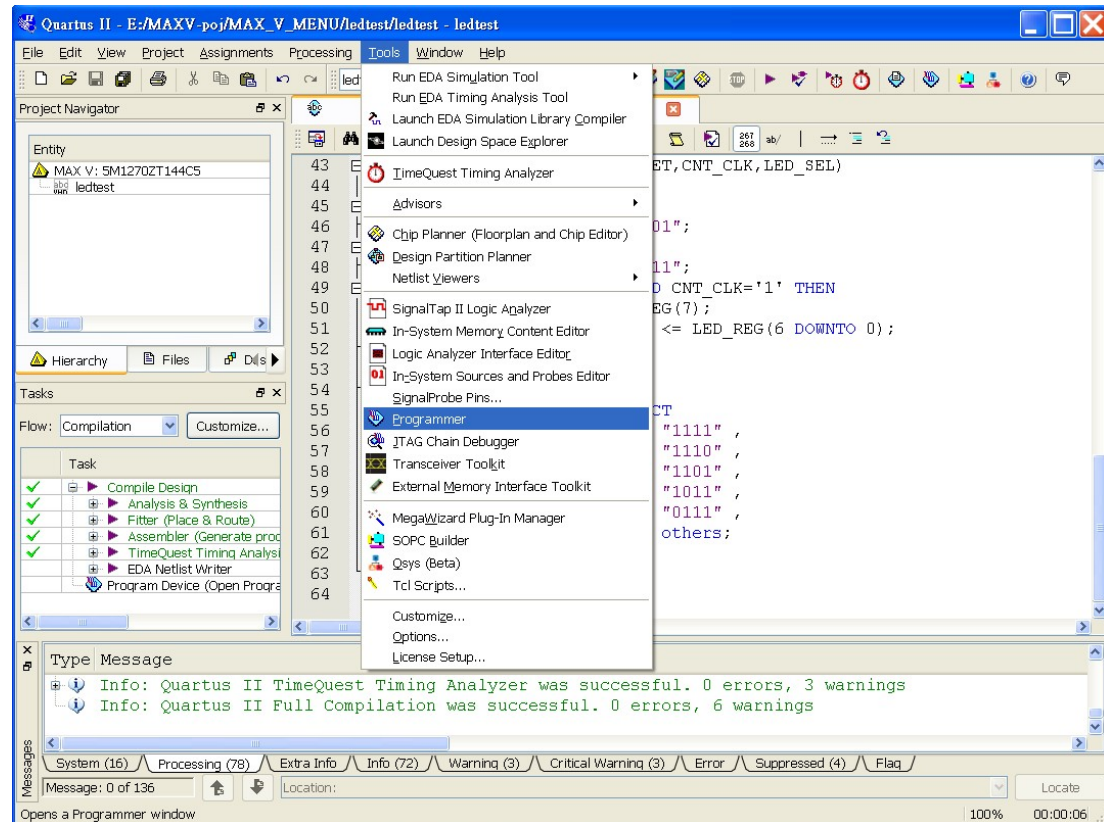 Quartus II - E:/MAXV-poj/MAX_V_MENU/ledtest/ledtest - ledtest
File Edit View Project Assignments Processing Tools Window Help
led
Project Navigator
Entity
MAX V: 5M1270ZT144C5
ledtest
Hierarchy Files
Tasks
Flow: Compilation Customize...
Task
Compile Design
Analysis & Synthesis
Fitter (Place & Route)
Assembler (Generate prog
TimeQuest Timing Analysi
EDA Netlist Writer
Program Device (Open Progra
Run EDA Simulation Tool
Run EDA Timing Analysis Tool
Launch EDA Simulation Library Compiler
Launch Design Space Explorer
TimeQuest Timing Analyzer
Advisors
Chip Planner (Floorplan and Chip Editor)
Design Partition Planner
Netlist Viewers
SignalTap II Logic Analyzer
In-System Memory Content Editor
Logic Analyzer Interface Editor
In-System Sources and Probes Editor
SignalProbe Pins...
Programmer
JTAG Chain Debugger
Transceiver Toolkit
External Memory Interface Toolkit
MegaWizard Plug-In Manager
SOPC Builder
Qsys (Beta)
Tcl Scripts...
Customize...
Options...
License Setup...
267
268
ab/
43 ET,CNT_CLK,LED_SEL)
44
45
46 01";
47
48 11";
49 D CNT_CLK='1' THEN
50 EG(7);
51 <= LED_REG(6 DOWNTO 0);
52
53
54
55 CT
56 "1111" ,
57 "1110" ,
58 "1101" ,
59 "1011" ,
60 "0111" ,
61 others;
62
63
64
Type Message
Info: Quartus II TimeQuest Timing Analyzer was successful. 0 errors, 3 warnings
Info: Quartus II Full Compilation was successful. 0 errors, 6 warnings
Messages
System (16) Processing (78) Extra Info Info (72) Warning (3) Critical Warning (3) Error Suppressed (4) Flag
Message: 0 of 136 Location: Locate
Opens a Programmer window 100% 00:00:06